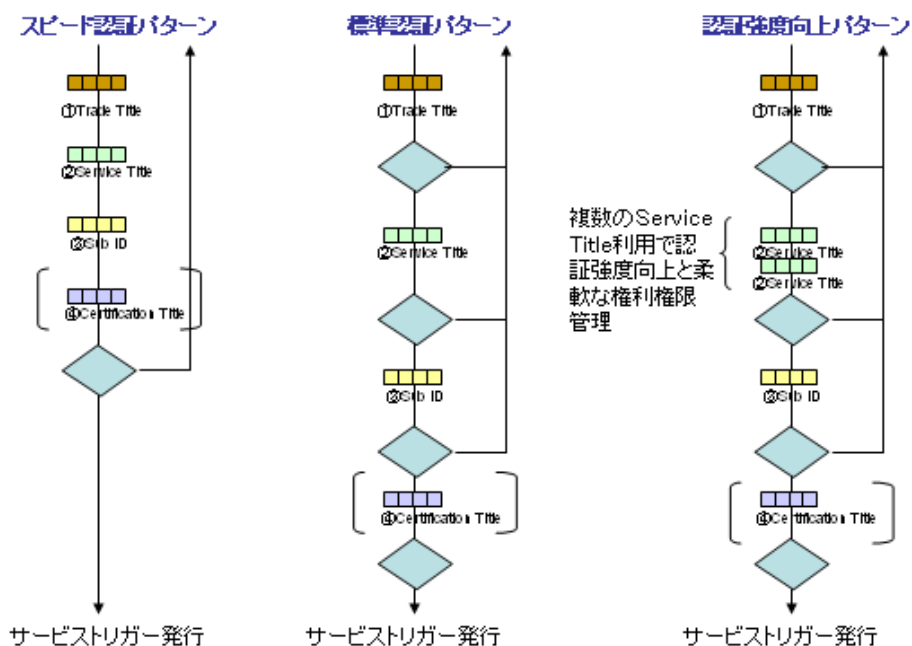 スピード認証パターン
①Trade Title
②Service Title
③Sub ID
④Certification Title
サービストリガー発行
標準認証パターン
①Trade Title
②Service Title
③Sub ID
④Certification Title
サービストリガー発行
認証強度向上パターン
①Trade Title
複数のService
Title利用で認
証強度向上と柔
軟な権利権限
管理
②Service Title
②Service Title
③Sub ID
④Certification Title
サービストリガー発行